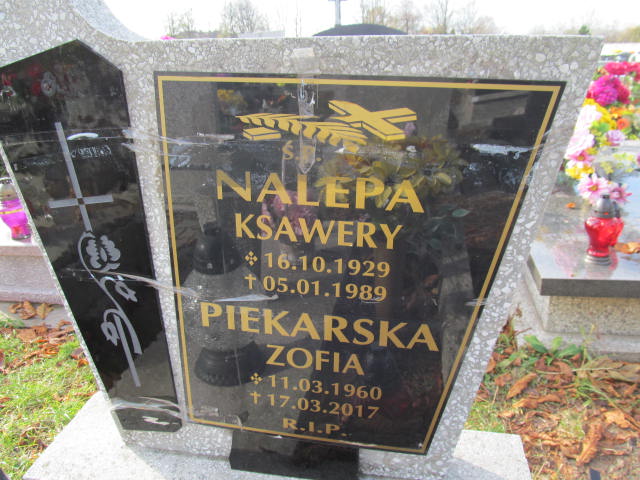 Ś.P.
NALEPA
KSAWERY
✣ 16.10.1929
✝ 05.01.1989
PIEKARSKA
ZOFIA
✣ 11.03.1960
✝ 17.03.2017
R.I.P.